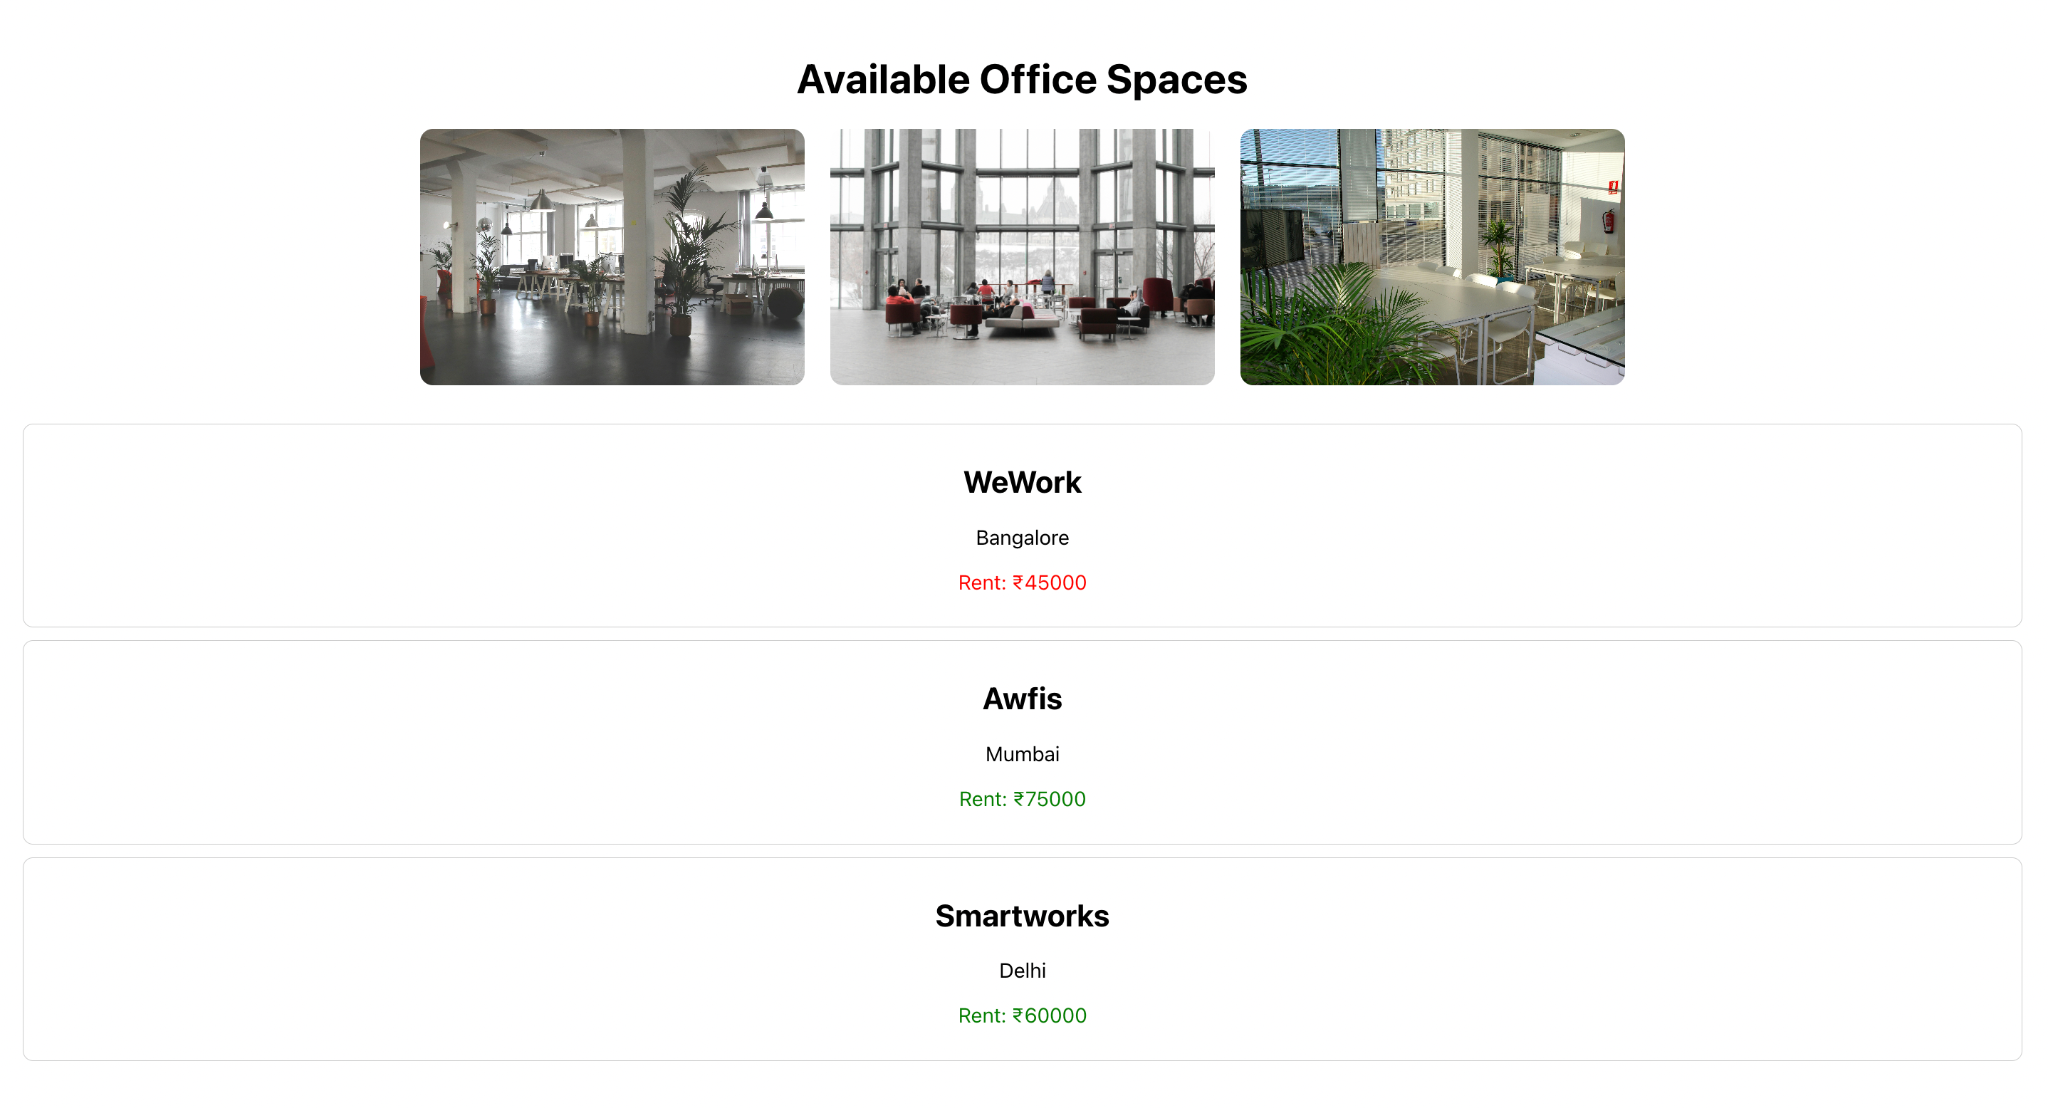 Available Office Spaces
WeWork
Bangalore
Rent: ₹45000
Awfis
Mumbai
Rent: ₹75000
Smartworks
Delhi
Rent: ₹60000